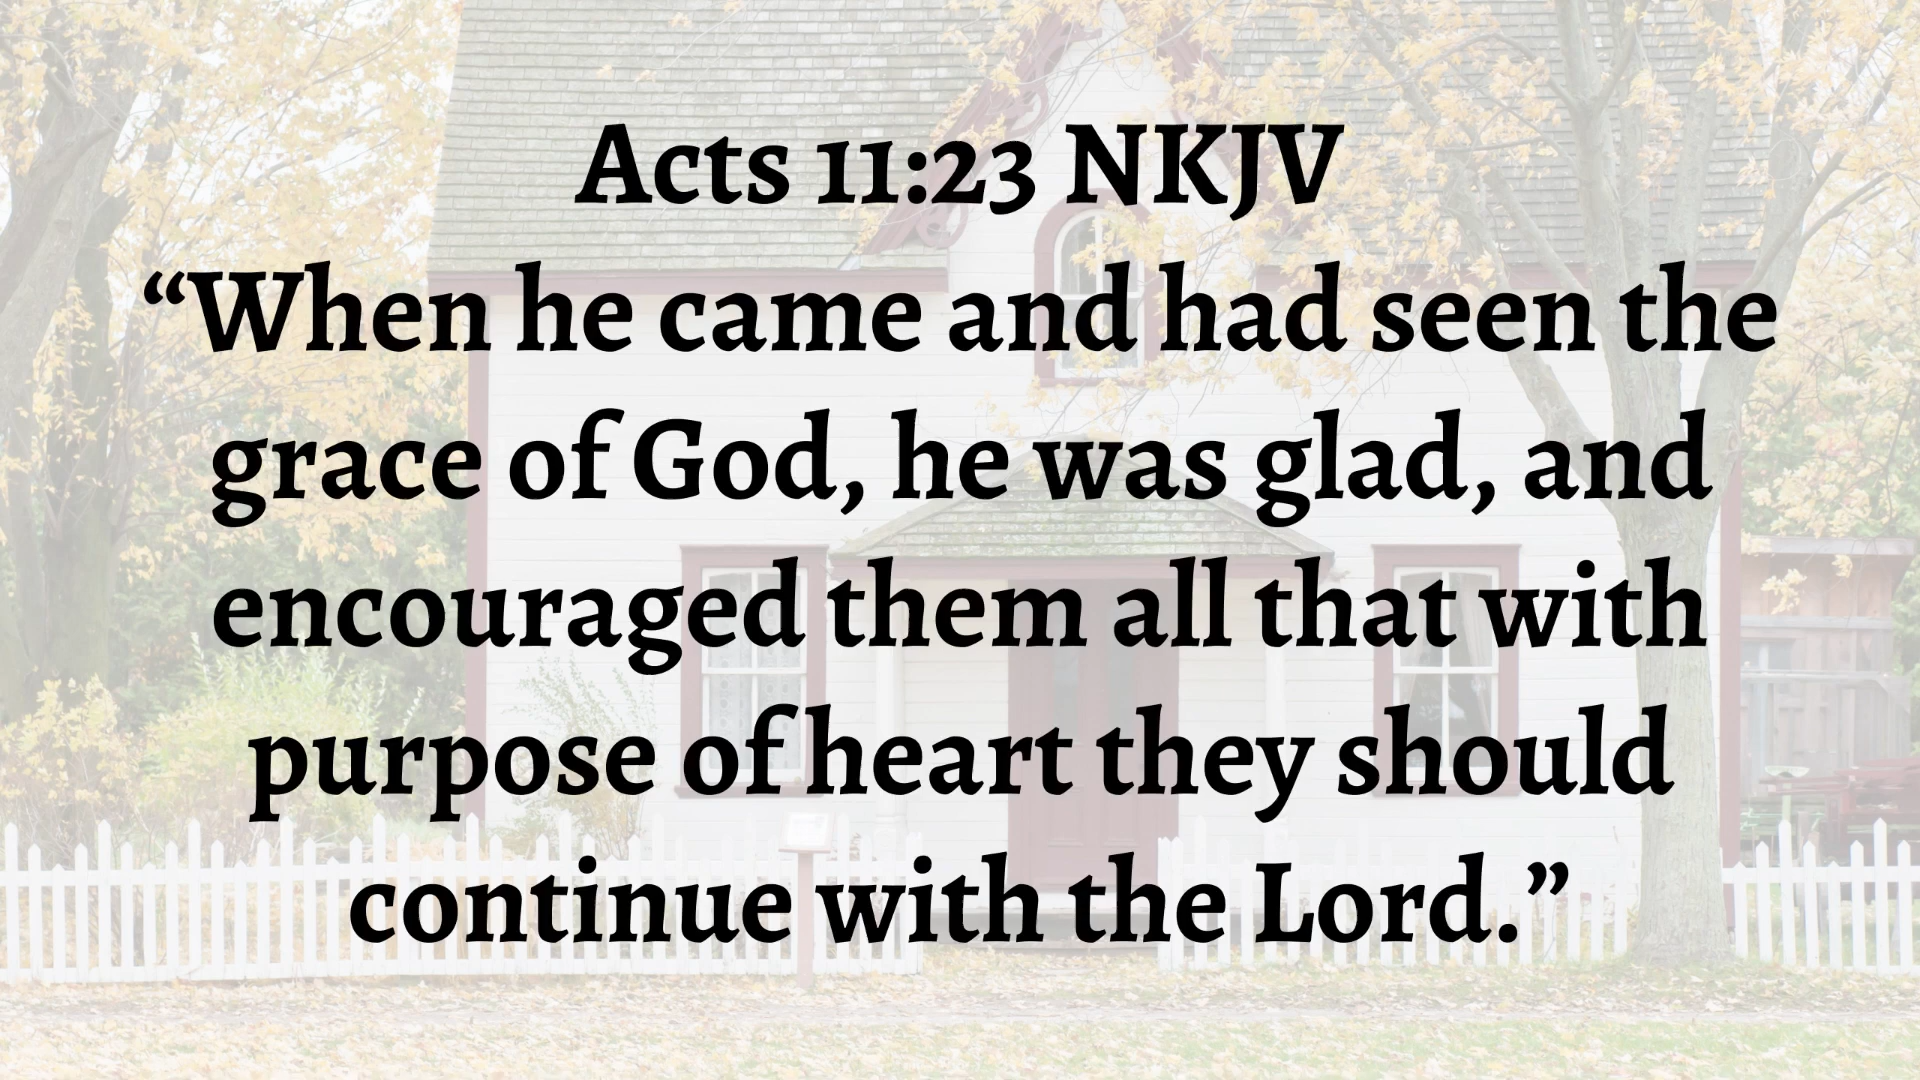 Acts 11:23 NKJV
“When he came and had seen the
grace of God, he was glad, and
encouraged them all that with
purpose of heart they should
continue with the Lord.”